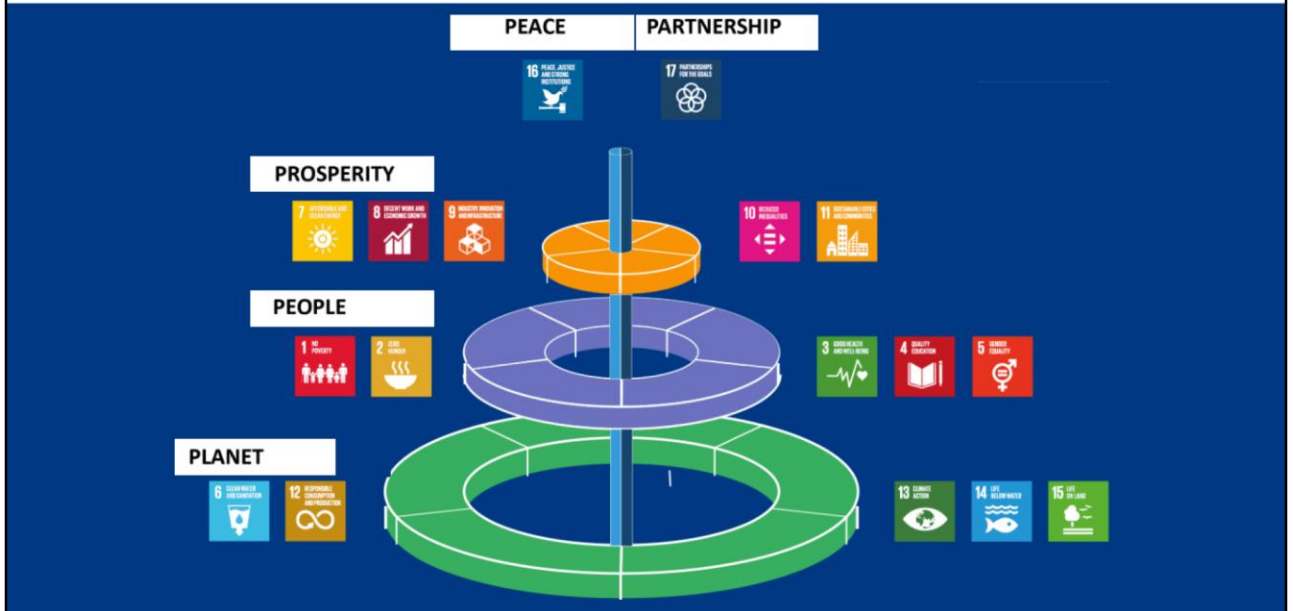 PEACE
PARTNERSHIP
16 PEACE, JUSTICE
AND STRONG
INSTITUTIONS
17 PARTNERSHIPS
FOR THE GOALS
PROSPERITY
7 AFFORDABLE AND
CLEAN ENERGY
8 DECENT WORK AND
ECONOMIC GROWTH
9 INDUSTRY, INNOVATION
AND INFRASTRUCTURE
10 REDUCED
INEQUALITIES
11 SUSTAINABLE CITIES
AND COMMUNITIES
PEOPLE
1 NO
POVERTY
2 ZERO
HUNGER
3 GOOD HEALTH
AND WELL-BEING
4 QUALITY
EDUCATION
5 GENDER
EQUALITY
PLANET
6 CLEAN WATER
AND SANITATION
12 RESPONSIBLE
CONSUMPTION
AND PRODUCTION
13 CLIMATE
ACTION
14 LIFE
BELOW WATER
15 LIFE
ON LAND